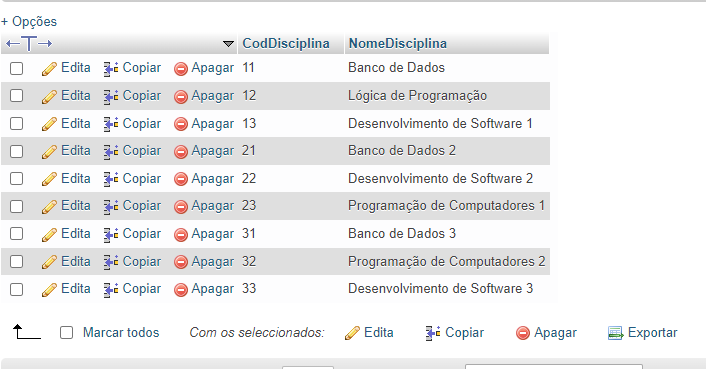 + Opções
CodDisciplina NomeDisciplina
Edita Copiar Apagar 11 Banco de Dados
Edita Copiar Apagar 12 Lógica de Programação
Edita Copiar Apagar 13 Desenvolvimento de Software 1
Edita Copiar Apagar 21 Banco de Dados 2
Edita Copiar Apagar 22 Desenvolvimento de Software 2
Edita Copiar Apagar 23 Programação de Computadores 1
Edita Copiar Apagar 31 Banco de Dados 3
Edita Copiar Apagar 32 Programação de Computadores 2
Edita Copiar Apagar 33 Desenvolvimento de Software 3
Marcar todos Com os seleccionados: Edita Copiar Apagar Exportar